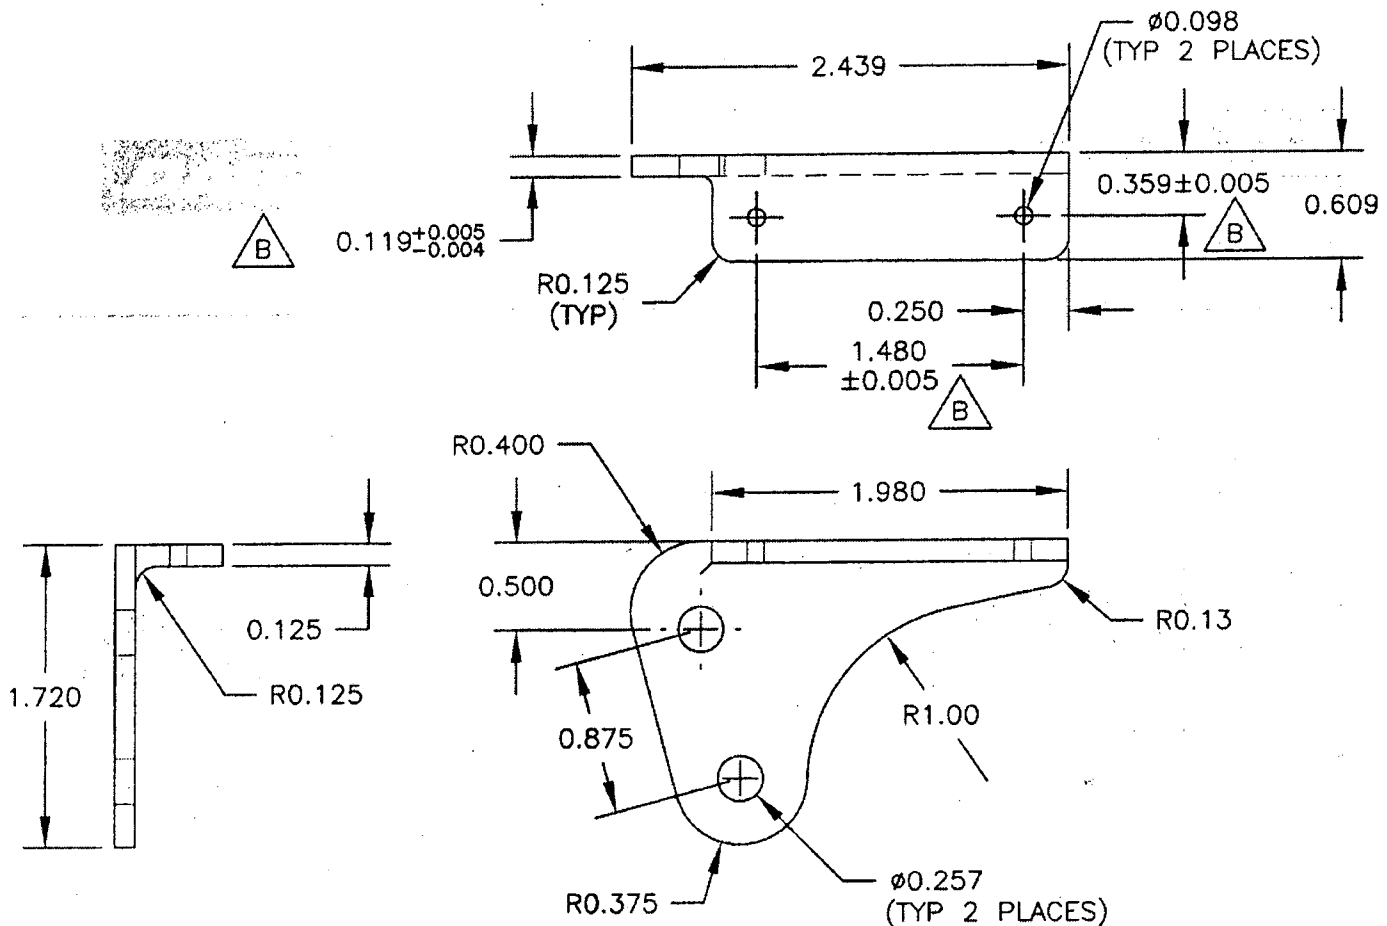 ø0.098
(TYP 2 PLACES)
2.439
0.359±0.005
0.609
B
0.119+0.005
-0.004
B
R0.125
(TYP)
0.250
1.480
±0.005
B
R0.400
1.980
0.500
0.125
R0.13
1.720
R0.125
R1.00
0.875
ø0.257
(TYP 2 PLACES)
R0.375